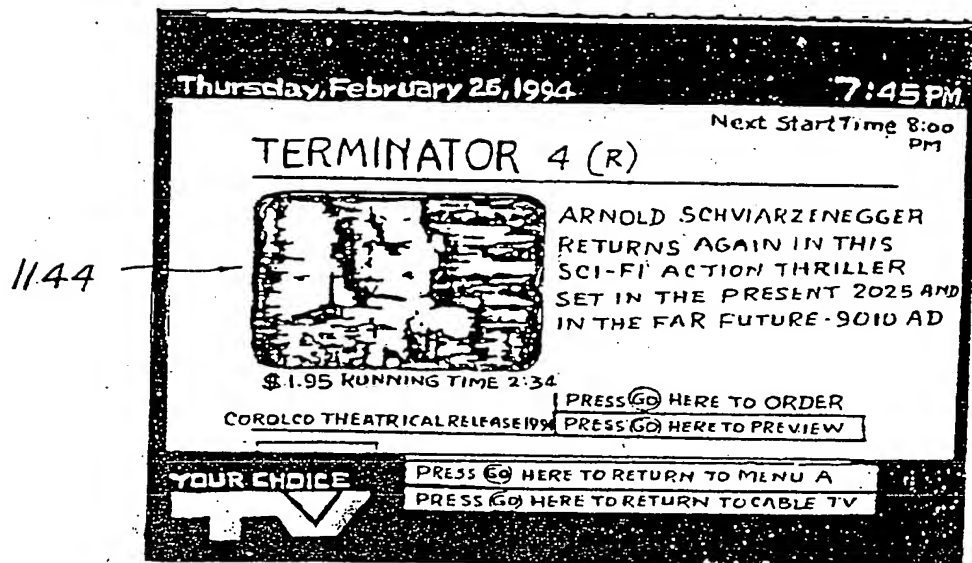 Thursday, February 26, 1994 7:45 PM
Next Start Time 8:00
PM
TERMINATOR 4 (R)
1144
ARNOLD SCHVIARZENEGGER
RETURNS AGAIN IN THIS
SCI-FI ACTION THRILLER
SET IN THE PRESENT 2025 AND
IN THE FAR FUTURE-9010 AD
$1.95 RUNNING TIME 2:34
PRESS GO HERE TO ORDER
COROLCO THEATRICAL RELEASE 1994 PRESS GO HERE TO PREVIEW
YOUR CHOICE
TV
PRESS GO HERE TO RETURN TO MENU A
PRESS GO HERE TO RETURN TO CABLE TV